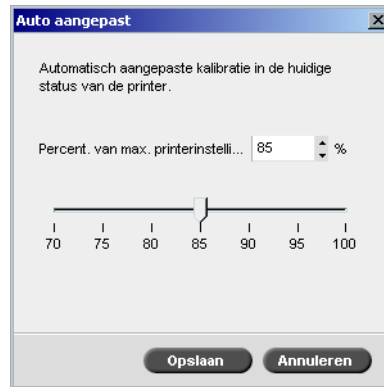 Auto aangepast
Automatisch aangepaste kalibratie in de huidige
status van de printer.
Percent. van max. printerinstelli... 85 %
70 75 80 85 90 95 100
Opslaan Annuleren